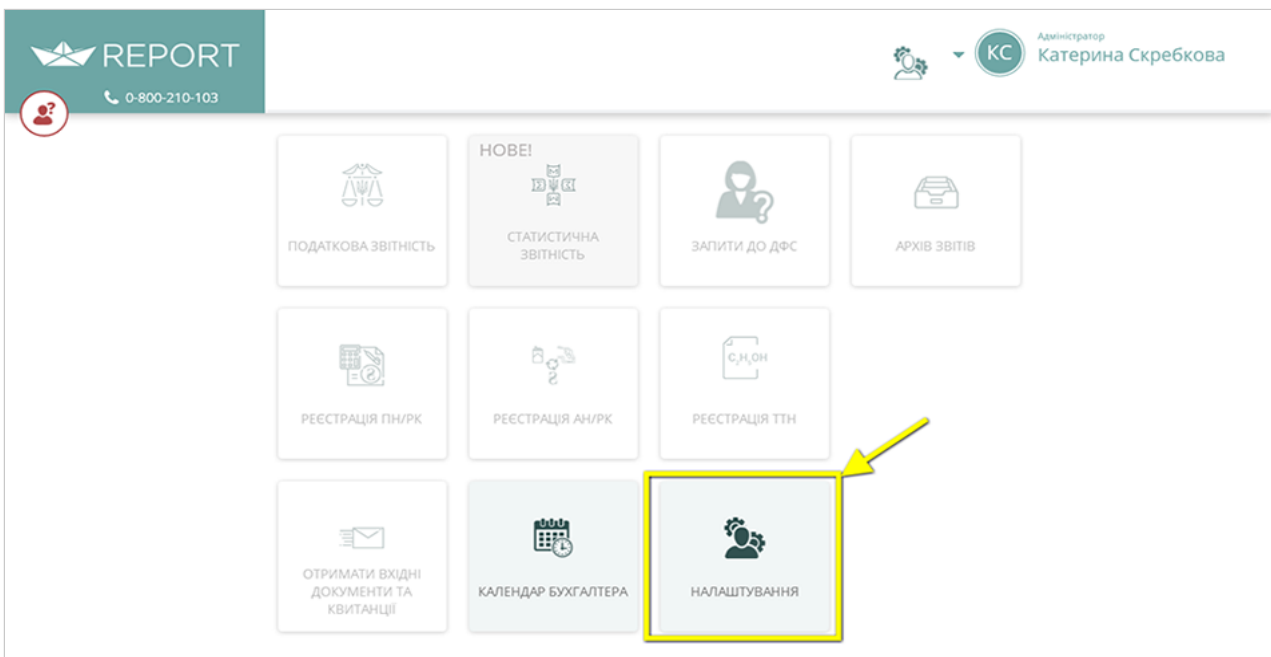 REPORT
0-800-210-103
Адміністратор
КС
Катерина Скребкова
ПОДАТКОВА ЗВІТНІСТЬ
НОВЕ!
СТАТИСТИЧНА
ЗВІТНІСТЬ
ЗАПИТИ ДО ДФС
АРХІВ ЗВІТІВ
РЕЄСТРАЦІЯ ПН/РК
РЕЄСТРАЦІЯ АН/РК
C₂H₅OH
РЕЄСТРАЦІЯ ТТН
ОТРИМАТИ ВХІДНІ
ДОКУМЕНТИ ТА
КВИТАНЦІЇ
КАЛЕНДАР БУХГАЛТЕРА
НАЛАШТУВАННЯ